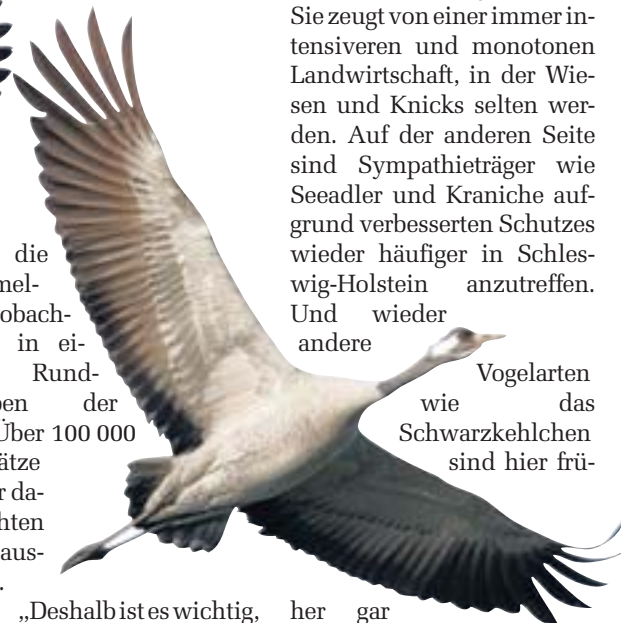 die
mel-
obach-
in ei-
Rund-
en der
Über 100 000
ätze
r da-
hten
aus-
.
„Deshalb ist es wichtig,
Sie zeugt von einer immer in-
tensiveren und monotonen
Landwirtschaft, in der Wie-
sen und Knicks selten wer-
den. Auf der anderen Seite
sind Sympathieträger wie
Seeadler und Kraniche auf-
grund verbesserten Schutzes
wieder häufiger in Schles-
wig-Holstein anzutreffen.
Und wieder
andere
Vogelarten
wie das
Schwarzkehlchen
sind hier frü-
her gar